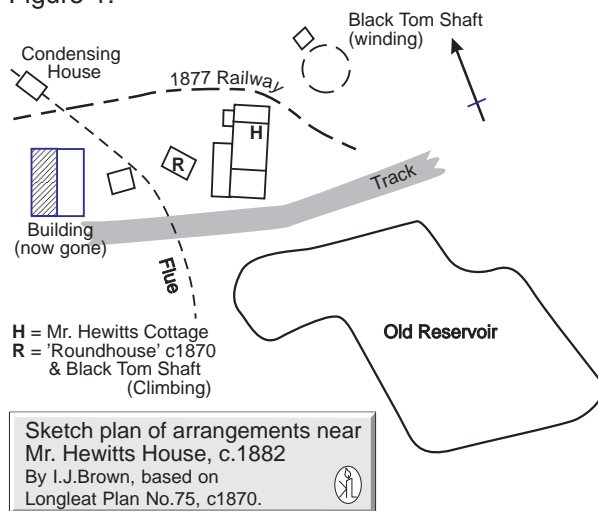 Figure 1.
Black Tom Shaft
(winding)
Condensing
House
1877 Railway
H
R
Track
Building
(now gone)
Flue
Old Reservoir
H = Mr. Hewitts Cottage
R = 'Roundhouse' c1870
& Black Tom Shaft
(Climbing)
Sketch plan of arrangements near
Mr. Hewitts House, c.1882
By I.J.Brown, based on
Longleat Plan No.75, c1870.